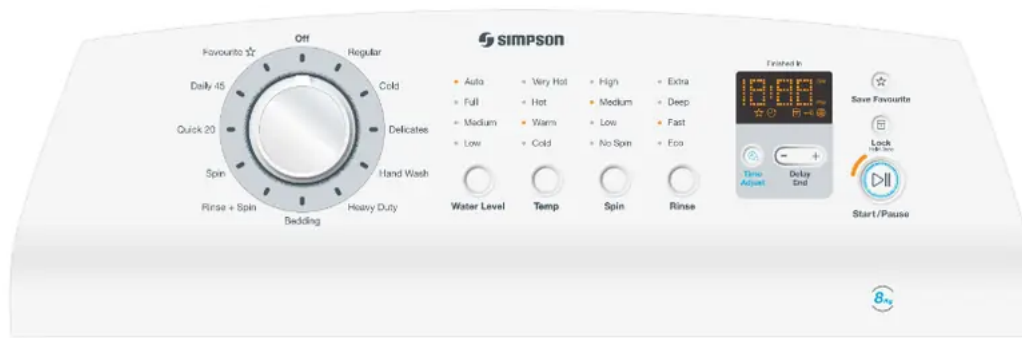 SIMPSON
Off
Regular
Cold
Delicates
Hand Wash
Heavy Duty
Bedding
Rinse + Spin
Spin
Quick 20
Daily 45
Favourite
Auto
Full
Medium
Low
Water Level
Very Hot
Hot
Warm
Cold
Temp
High
Medium
Low
No Spin
Spin
Extra
Deep
Fast
Eco
Rinse
Finished In
18:88
Time
Adjust
- +
Delay
End
Save Favourite
Lock
Start/Pause
8kg